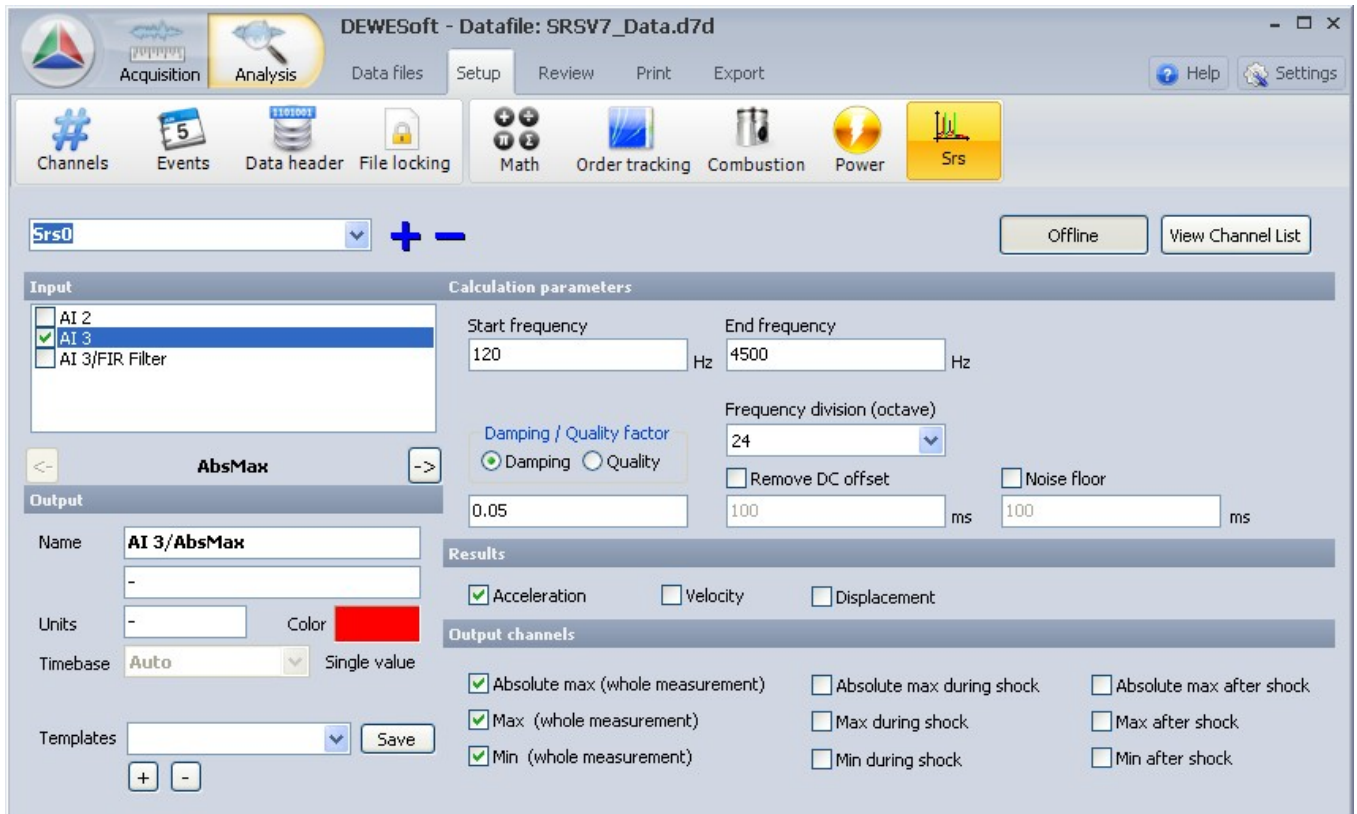 DEWESoft - Datafile: SRSV7_Data.d7d
Acquisition Analysis Data files Setup Review Print Export Help Settings
Channels Events Data header File locking Math Order tracking Combustion Power Srs
5
1101001
Srs0
Offline View Channel List
Input
AI 2
AI 3
AI 3/FIR Filter
<- AbsMax ->
Output
Name AI 3/AbsMax
-
Units - Color
Timebase Auto Single value
Templates Save
+ -
Calculation parameters
Start frequency End frequency
120 Hz 4500 Hz
Frequency division (octave)
24
Damping / Quality factor
Damping Quality
Remove DC offset Noise floor
0.05 100 ms 100 ms
Results
Acceleration Velocity Displacement
Output channels
Absolute max (whole measurement) Absolute max during shock Absolute max after shock
Max (whole measurement) Max during shock Max after shock
Min (whole measurement) Min during shock Min after shock